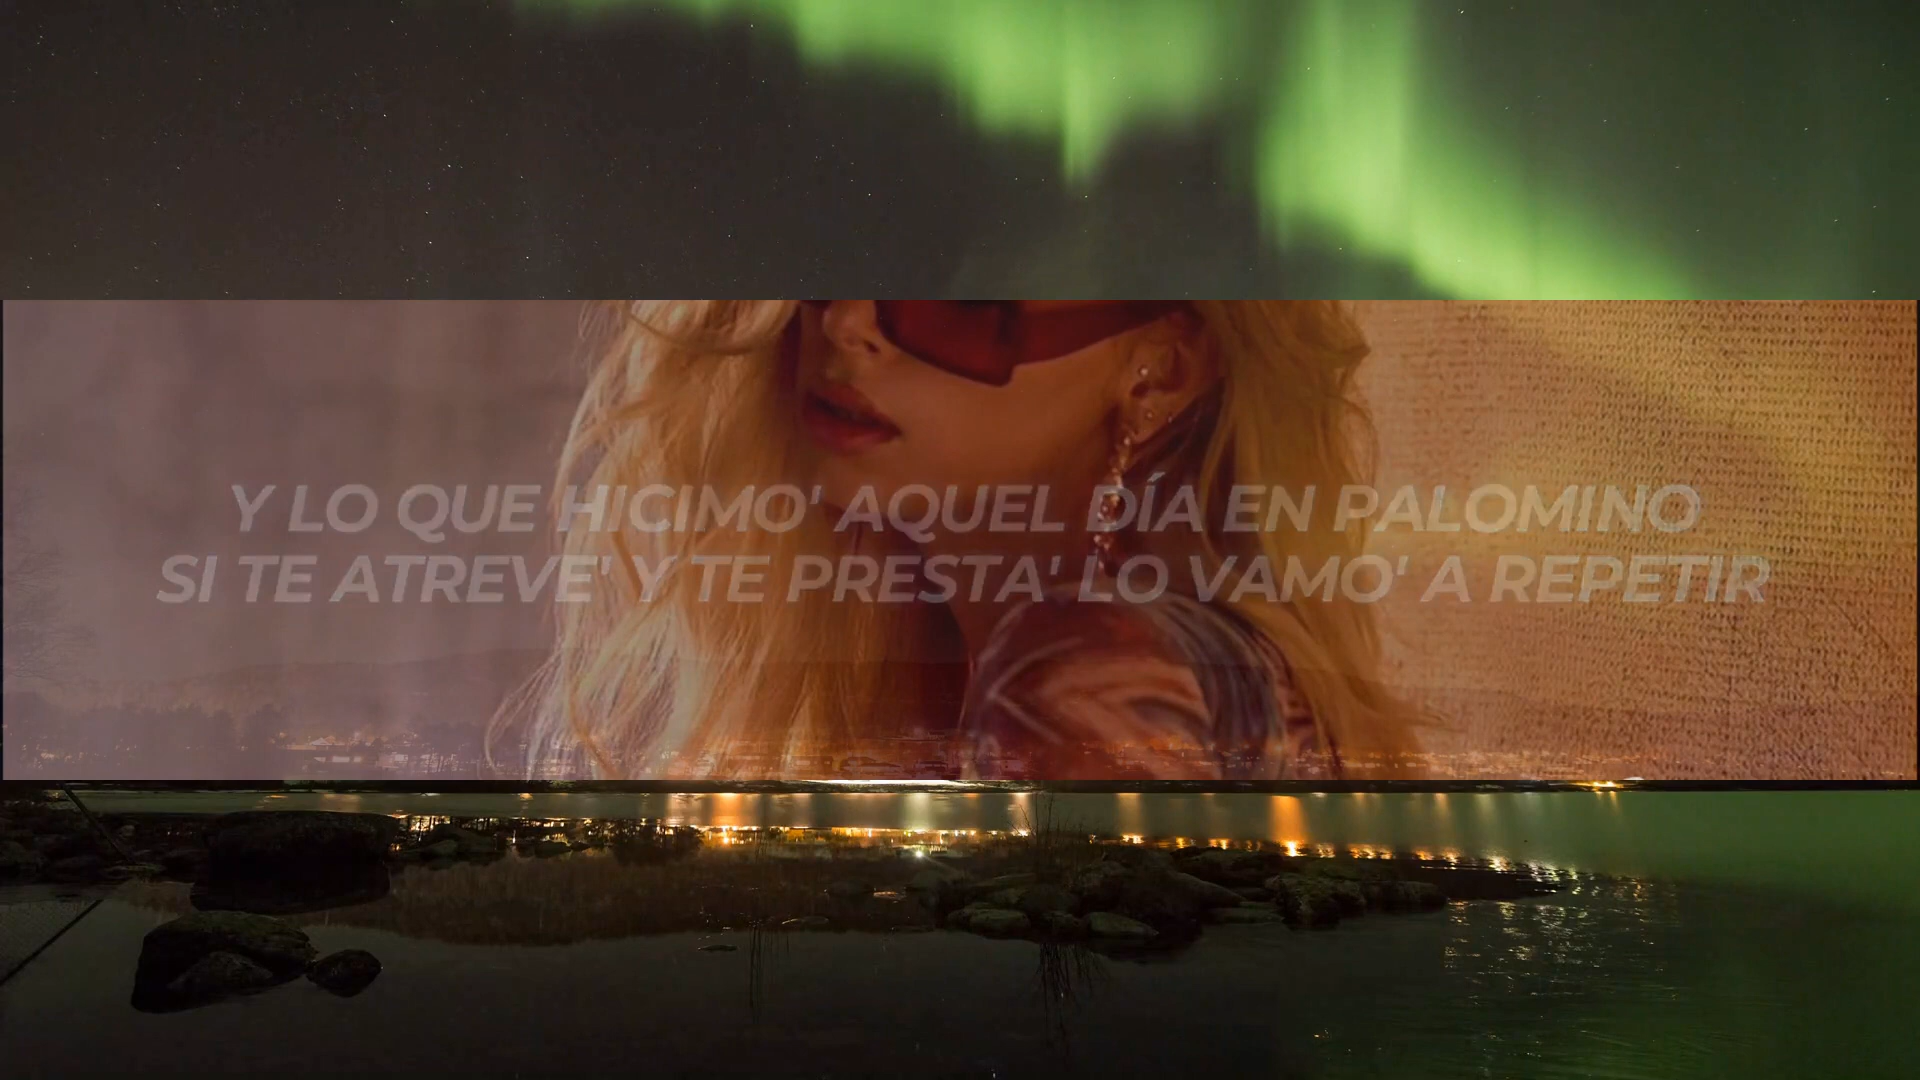 Y LO QUE HICIMO' AQUEL DÍA EN PALOMINO
SI TE ATREVE' Y TE PRESTA' LO VAMO' A REPETIR